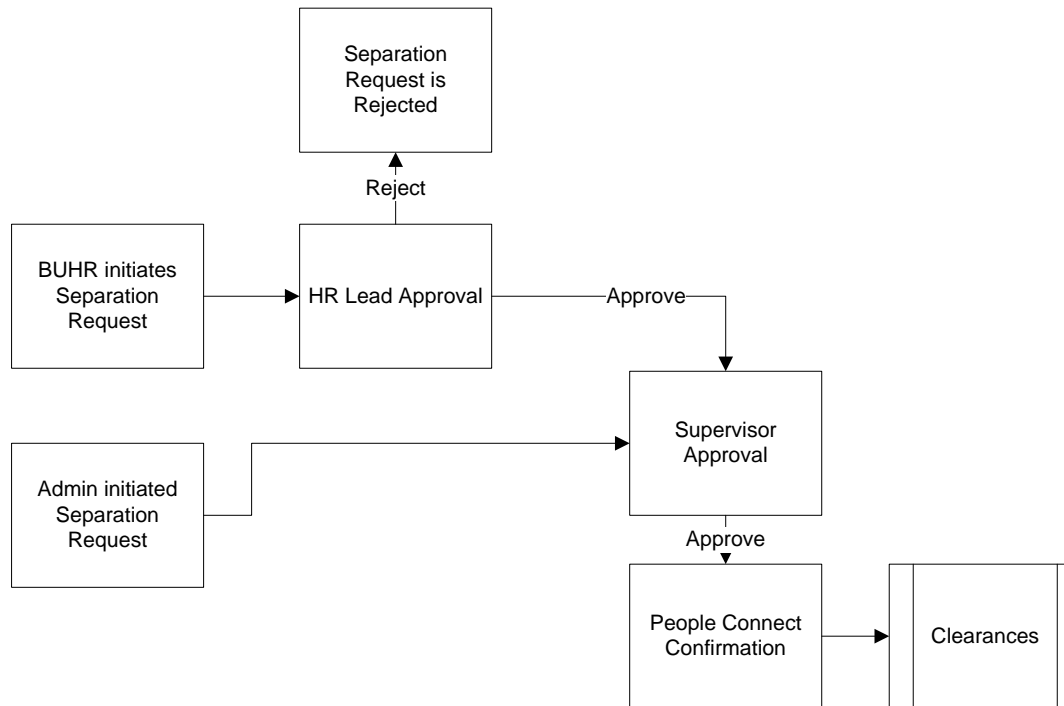 Separation
Request is
Rejected
Reject
BUHR initiates
Separation
Request
HR Lead Approval
Approve
Supervisor
Approval
Admin initiated
Separation
Request
Approve
People Connect
Confirmation
Clearances